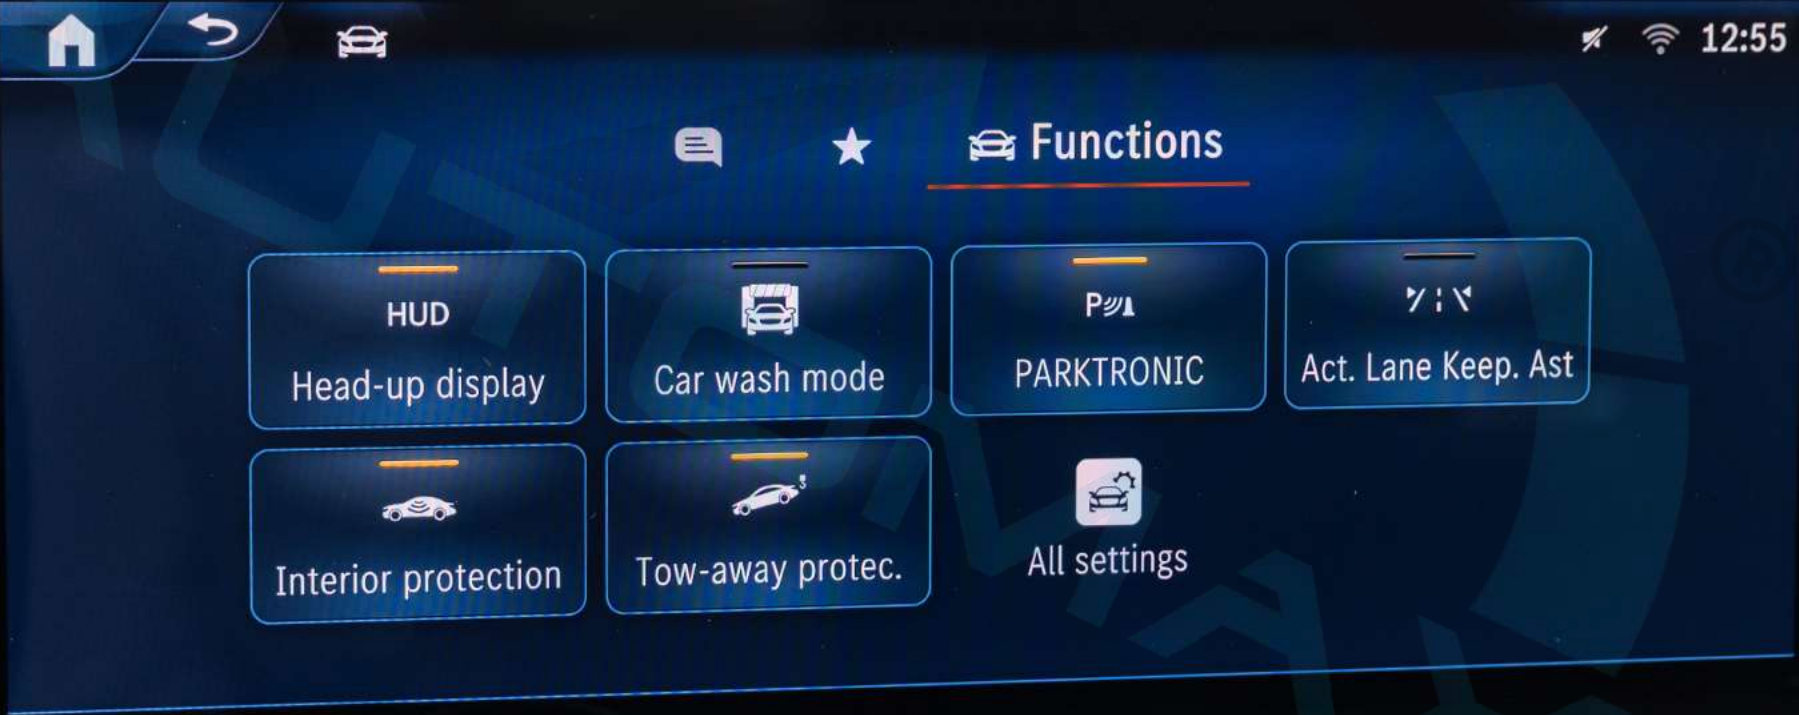 12:55
Functions
HUD
Head-up display
Car wash mode
P
PARKTRONIC
Act. Lane Keep. Ast
Interior protection
Tow-away protec.
All settings